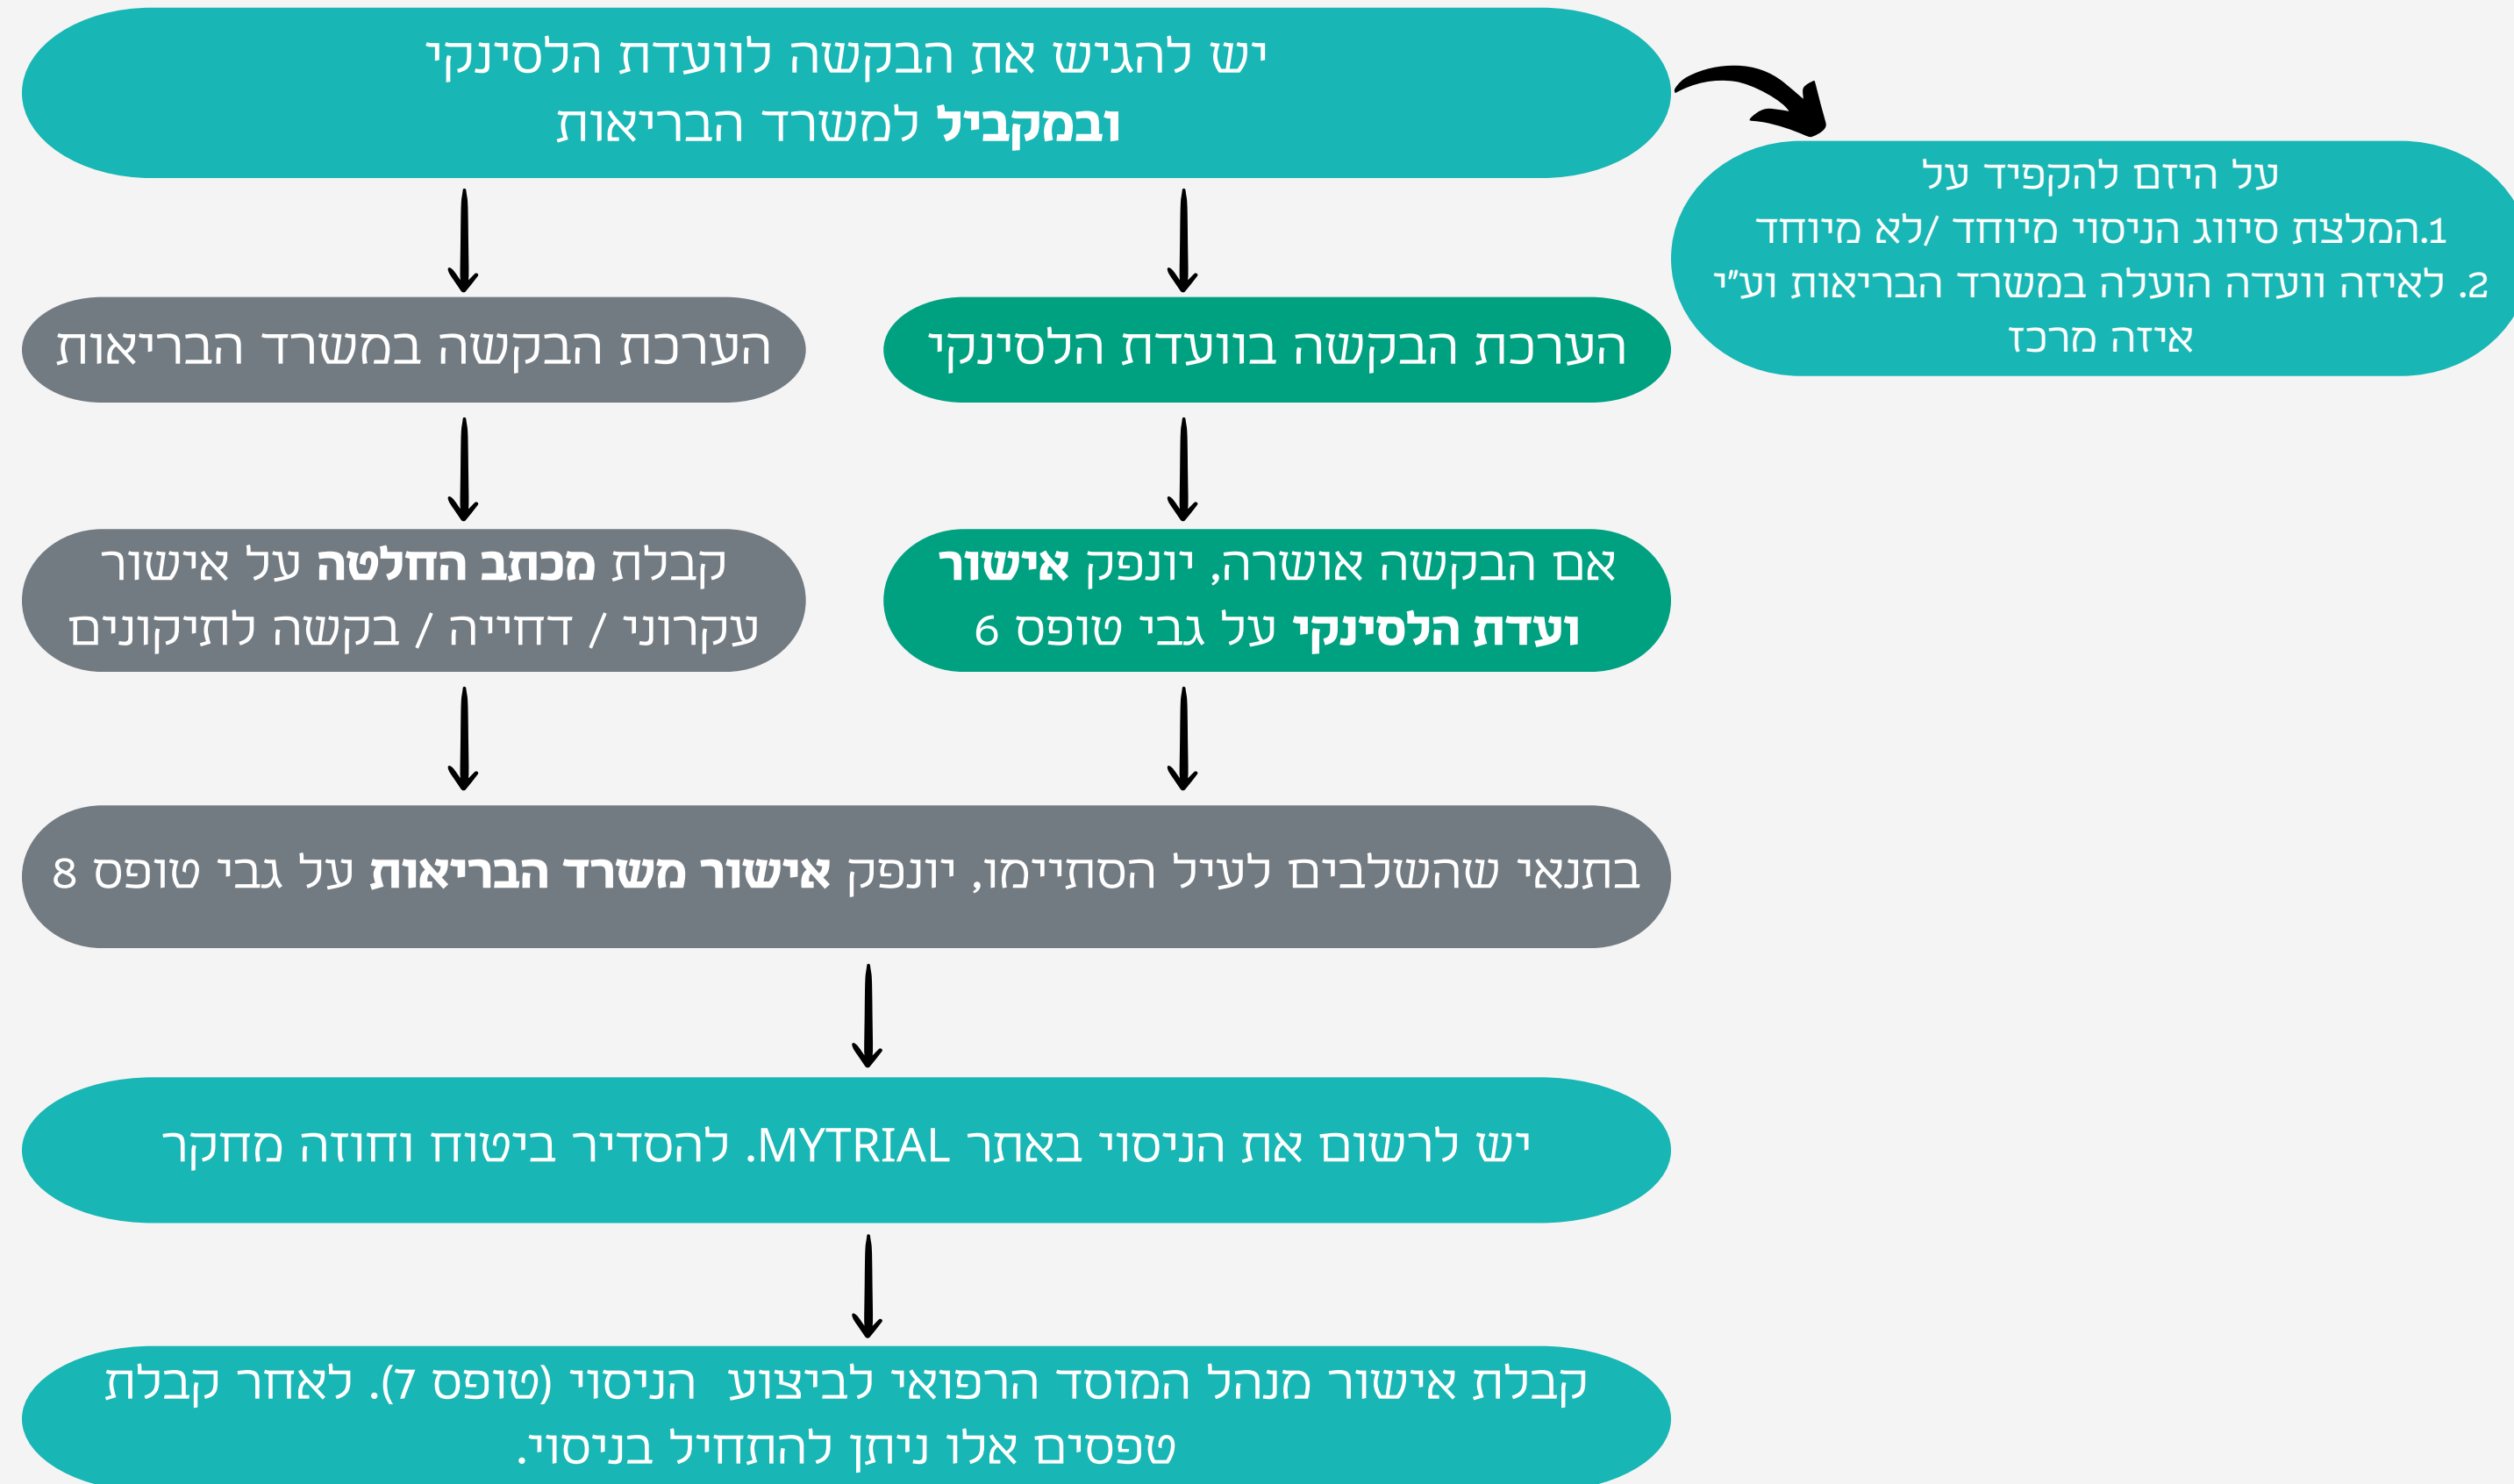 יש להגיש את הבקשה לוועדת הלסינקי
ובמקביל למשרד הבריאות
על היזם להקפיד על
1.המלצת סיווג הניסוי מיוחד /לא מיוחד
2. לאיזה וועדה הועלה במשרד הבריאות וע"י
איזה מרכז
הערכת הבקשה בוועדת הלסינקי
הערכת הבקשה במשרד הבריאות
אם הבקשה אושרה, יונפק אישור
ועדת הלסינקי על גבי טופס 6
קבלת מכתב החלטה על אישור
עקרוני / דחייה / בקשה לתיקונים
בתנאי שהשלבים לעיל הסתיימו, יונפק אישור משרד הבריאות על גבי טופס 8
יש לרשום את הניסוי באתר MYTRIAL. להסדיר ביטוח וחוזה מחקר
קבלת אישור מנהל המוסד הרפואי לביצוע  הניסוי (טופס 7). לאחר קבלת
טפסים אלו ניתן להתחיל בניסוי.